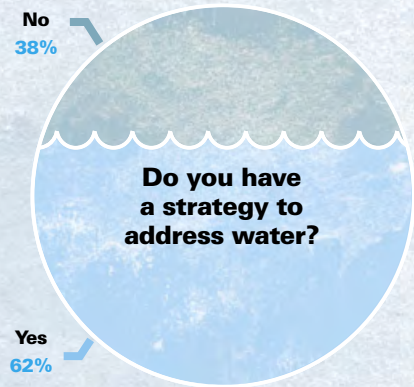 No
38%
Do you have
a strategy to
address water?
Yes
62%